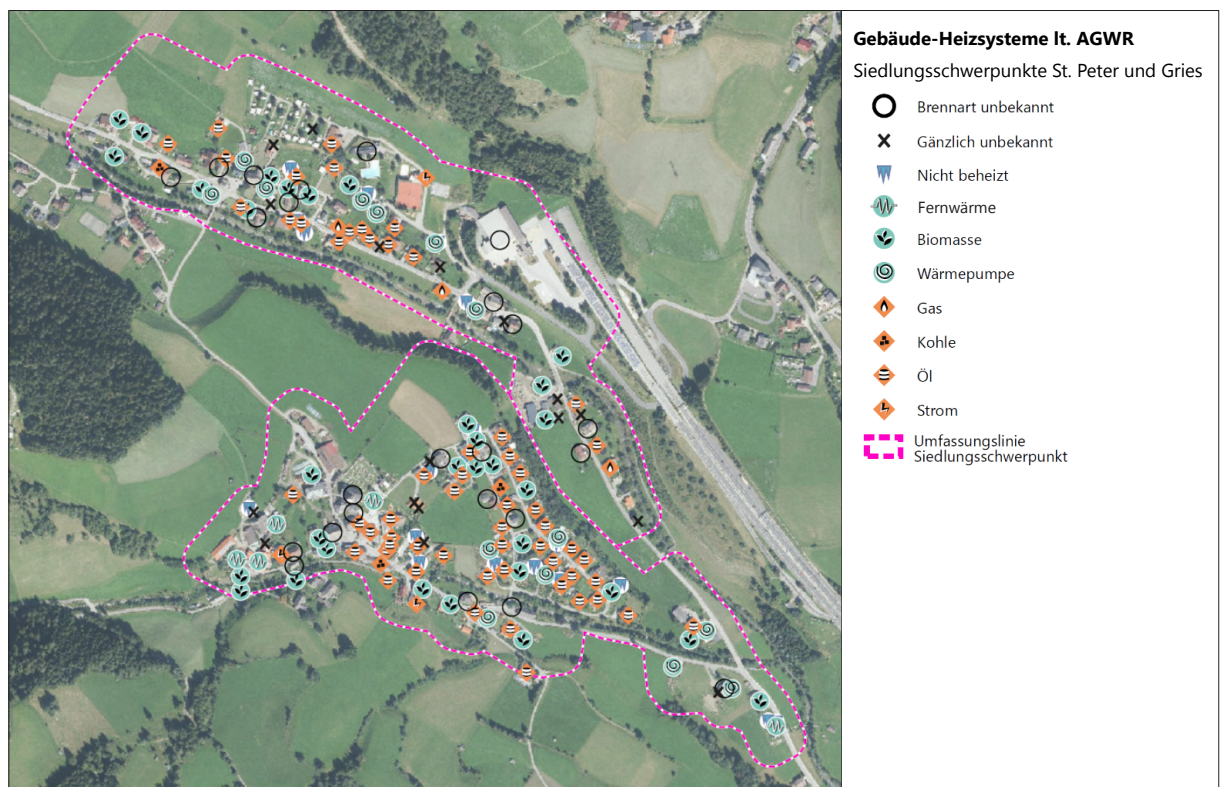 Gebäude-Heizsysteme lt. AGWR
Siedlungsschwerpunkte St. Peter und Gries
Brennart unbekannt
Gänzlich unbekannt
Nicht beheizt
Fernwärme
Biomasse
Wärmepumpe
Gas
Kohle
Öl
Strom
Umfassungslinie
Siedlungsschwerpunkt